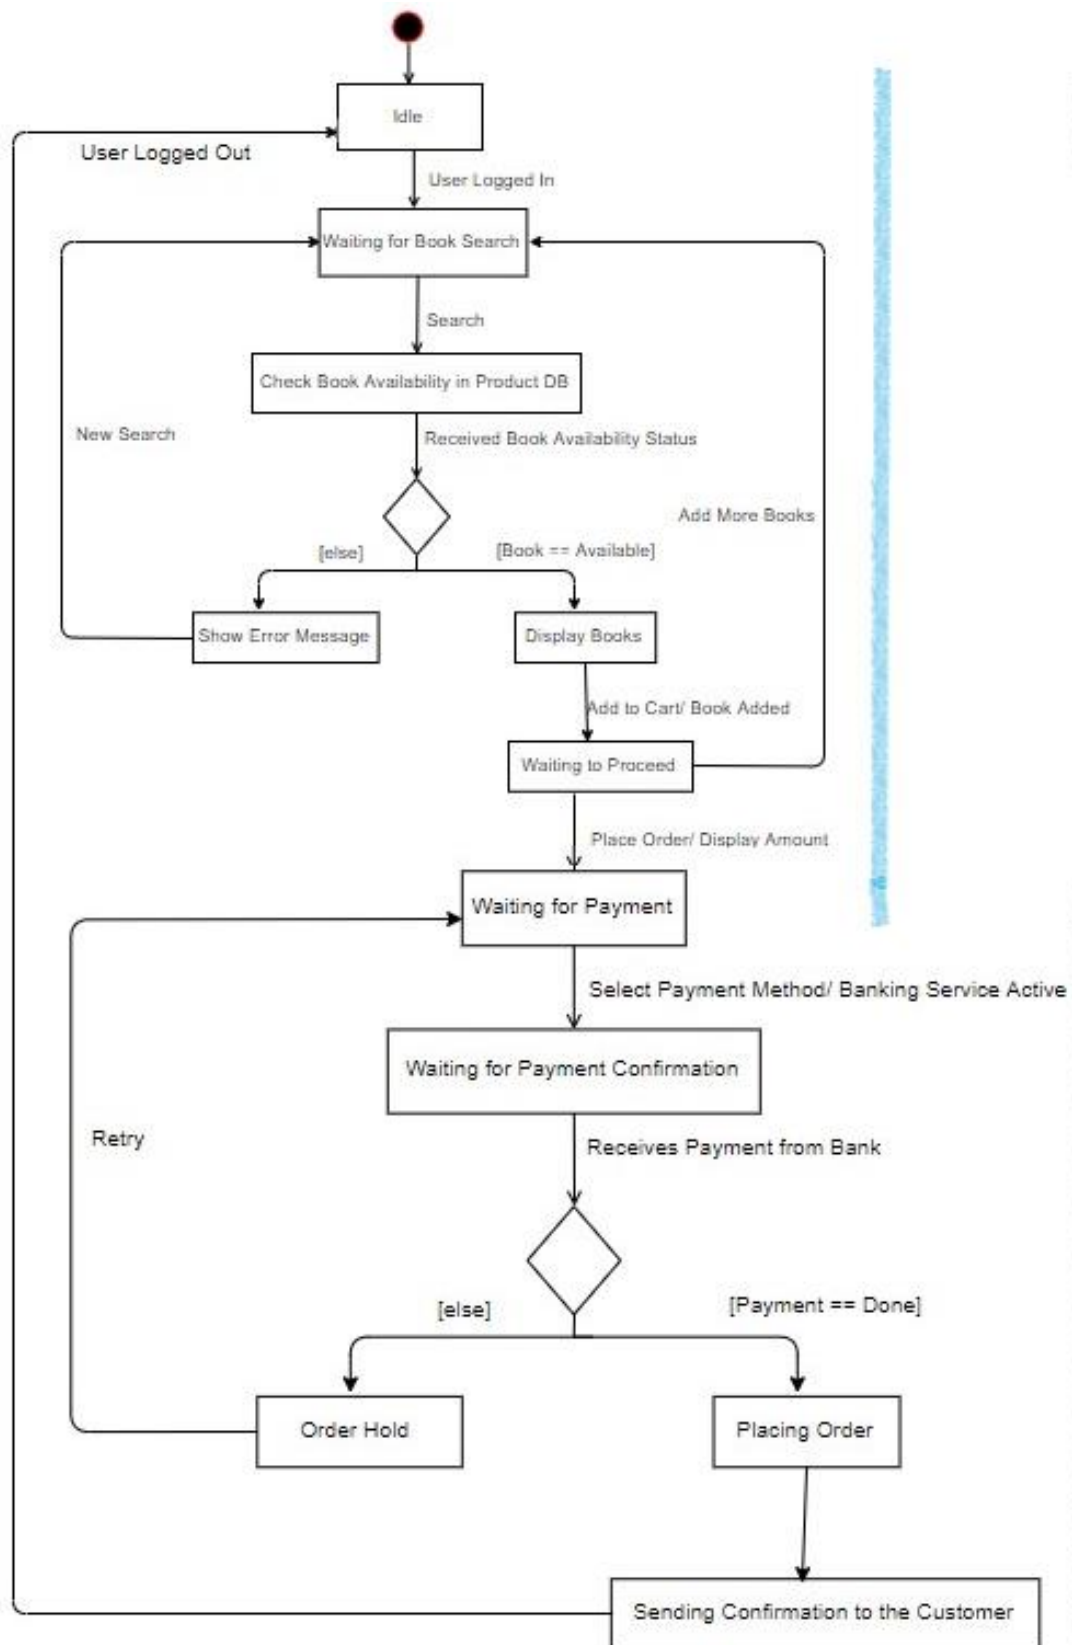 Idle
User Logged Out
User Logged In
Waiting for Book Search
Search
Check Book Availability in Product DB
New Search
Received Book Availability Status
Add More Books
[else]
[Book == Available]
Show Error Message
Display Books
Add to Cart/ Book Added
Waiting to Proceed
Place Order/ Display Amount
Waiting for Payment
Select Payment Method/ Banking Service Active
Waiting for Payment Confirmation
Retry
Receives Payment from Bank
[else]
[Payment == Done]
Order Hold
Placing Order
Sending Confirmation to the Customer